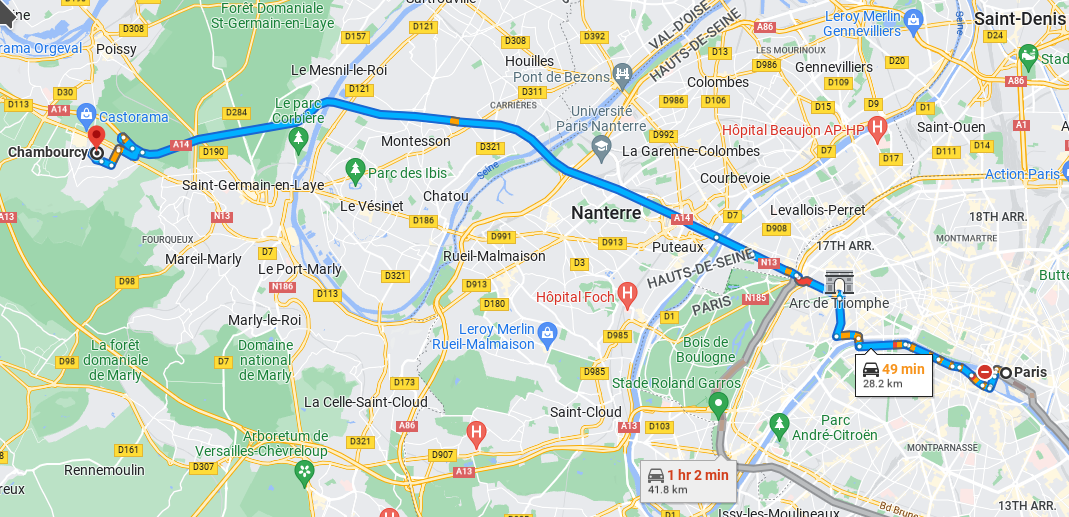 Forêt Domaniale
St-Germain-en-Laye
D121
VAL-D'OISE
HAUTS-DE-SEINE
A86
Leroy Merlin
Gennevilliers
Seine
Saint-Denis
D24
D308
Poissy
D157
D308
D392
Houilles
D13
LES MOURINOUX
D986
Gennevilliers
D20
A86
Le Mesnil-le-Roi
Pont de Bezons
Colombes
D109
D113
D30
A14
Castorama
D284
Le parc
Corbière
D121
CARRIÈRES
D311
Université
Paris Nanterre
D986
D106
D9
D1
A1
Hôpital Beaujon AP-HP
Saint-Ouen
Chambourcy
A14
D190
Montesson
D321
D992
La Garenne-Colombes
D7
D17
D111
D14
Parc des Ibis
Seine
Courbevoie
Action Paris
Saint-Germain-en-Laye
Chatou
Le Vésinet
Nanterre
A14
D7
Levallois-Perret
18TH ARR.
A13
N13
D186
D991
D913
D908
17TH ARR.
MONTMARTRE
FOURQUEUX
Mareil-Marly
D7
Rueil-Malmaison
D3
Puteaux
N13
HAUTS-DE-SEINE
Le Port-Marly
D321
D98
N186
D113
D913
D180
Hôpital Foch
PARIS
N185
Arc de Triomphe
Marly-le-Roi
Leroy Merlin
Rueil-Malmaison
D985
D1
Bois de
Boulogne
La forêt
domaniale
de Marly
D98
Domaine
national
de Marly
D7
D173
D985
Stade Roland Garros
49 min
28.2 km
Paris
La Celle-Saint-Cloud
Saint-Cloud
A86
A13
D103
Parc
André-Citroën
Arboretum de
Versailles-Chèvreloup
D351
D161
D307
D907
A13
MONTPARNASSE
Rennemoulin
1 hr 2 min
41.8 km
D1
Issy-les-Moulineaux
Bd Brune
13TH ARR.